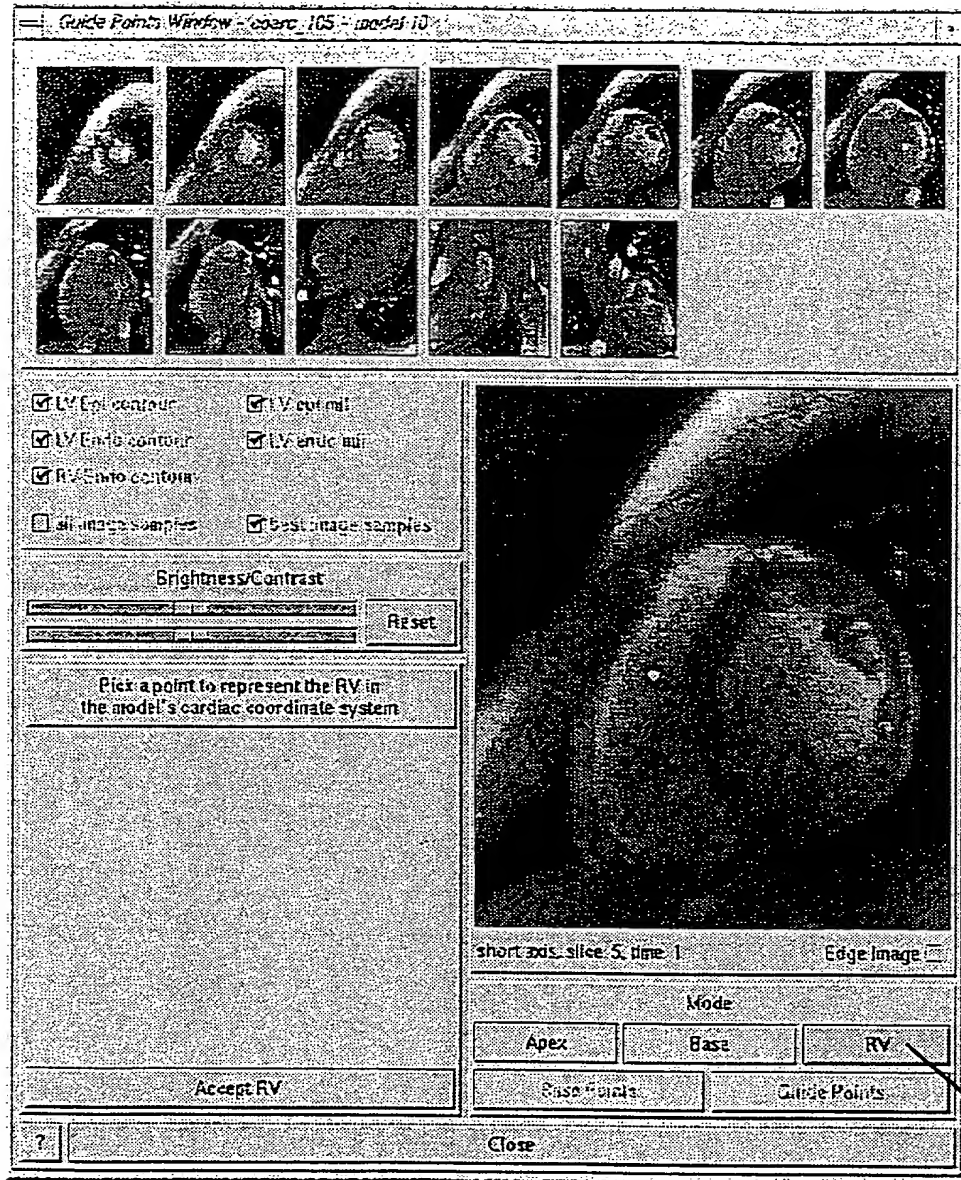 Guide Points Window - coarc_105 - model 10
LV Epi contour
LV epi int
LV Endo contour
LV endo int
RV Endo contour
all image samples
Best image samples
Brightness/Contrast
Reset
Pick a point to represent the RV in
the model's cardiac coordinate system
short axis, slice: 5, time: 1
Edge Image
Mode
Apex
Base
RV
Accept RV
Base Points
Guide Points
?
Close